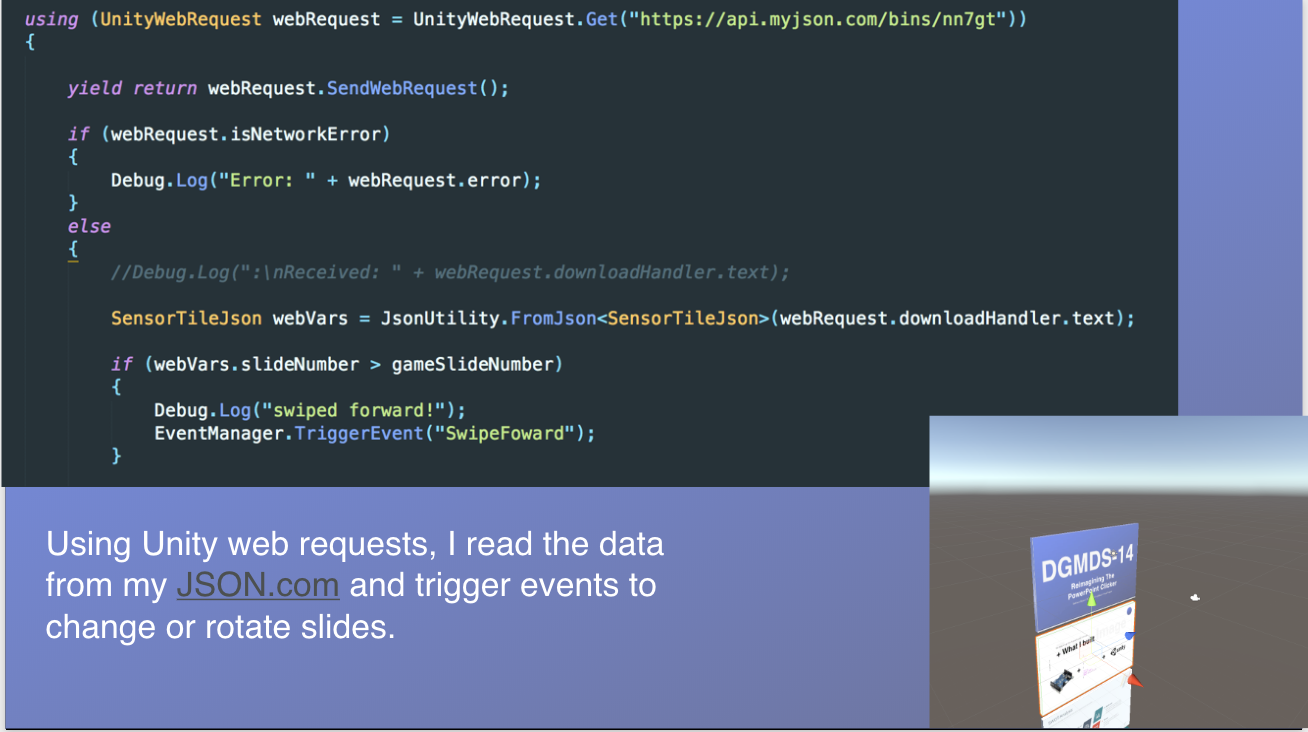 using (UnityWebRequest webRequest = UnityWebRequest.Get("https://api.myjson.com/bins/nn7gt"))
{
yield return webRequest.SendWebRequest();
if (webRequest.isNetworkError)
{
Debug.Log("Error: " + webRequest.error);
}
else
{
//Debug.Log(":\nReceived: " + webRequest.downloadHandler.text);
SensorTileJson webVars = JsonUtility.FromJson<SensorTileJson>(webRequest.downloadHandler.text);
if (webVars.slideNumber > gameSlideNumber)
{
Debug.Log("swiped forward!");
EventManager.TriggerEvent("SwipeFoward");
}
Using Unity web requests, I read the data
from my JSON.com and trigger events to
change or rotate slides.
DGMDS-14
Reimagining The
PowerPoint Clicker
+ What I built
unity